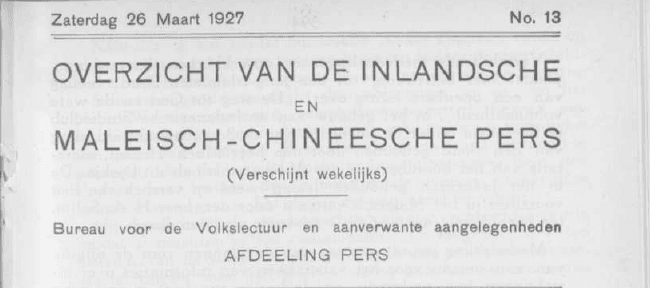 Zaterdag 26 Maart 1927 No. 13
OVERZICHT VAN DE INLANDSCHE
EN
MALEISCH-CHINEESCHE PERS
(Verschijnt wekelijks)
Bureau voor de Volkslectuur en aanverwante aangelegenheden
AFDEELING PERS